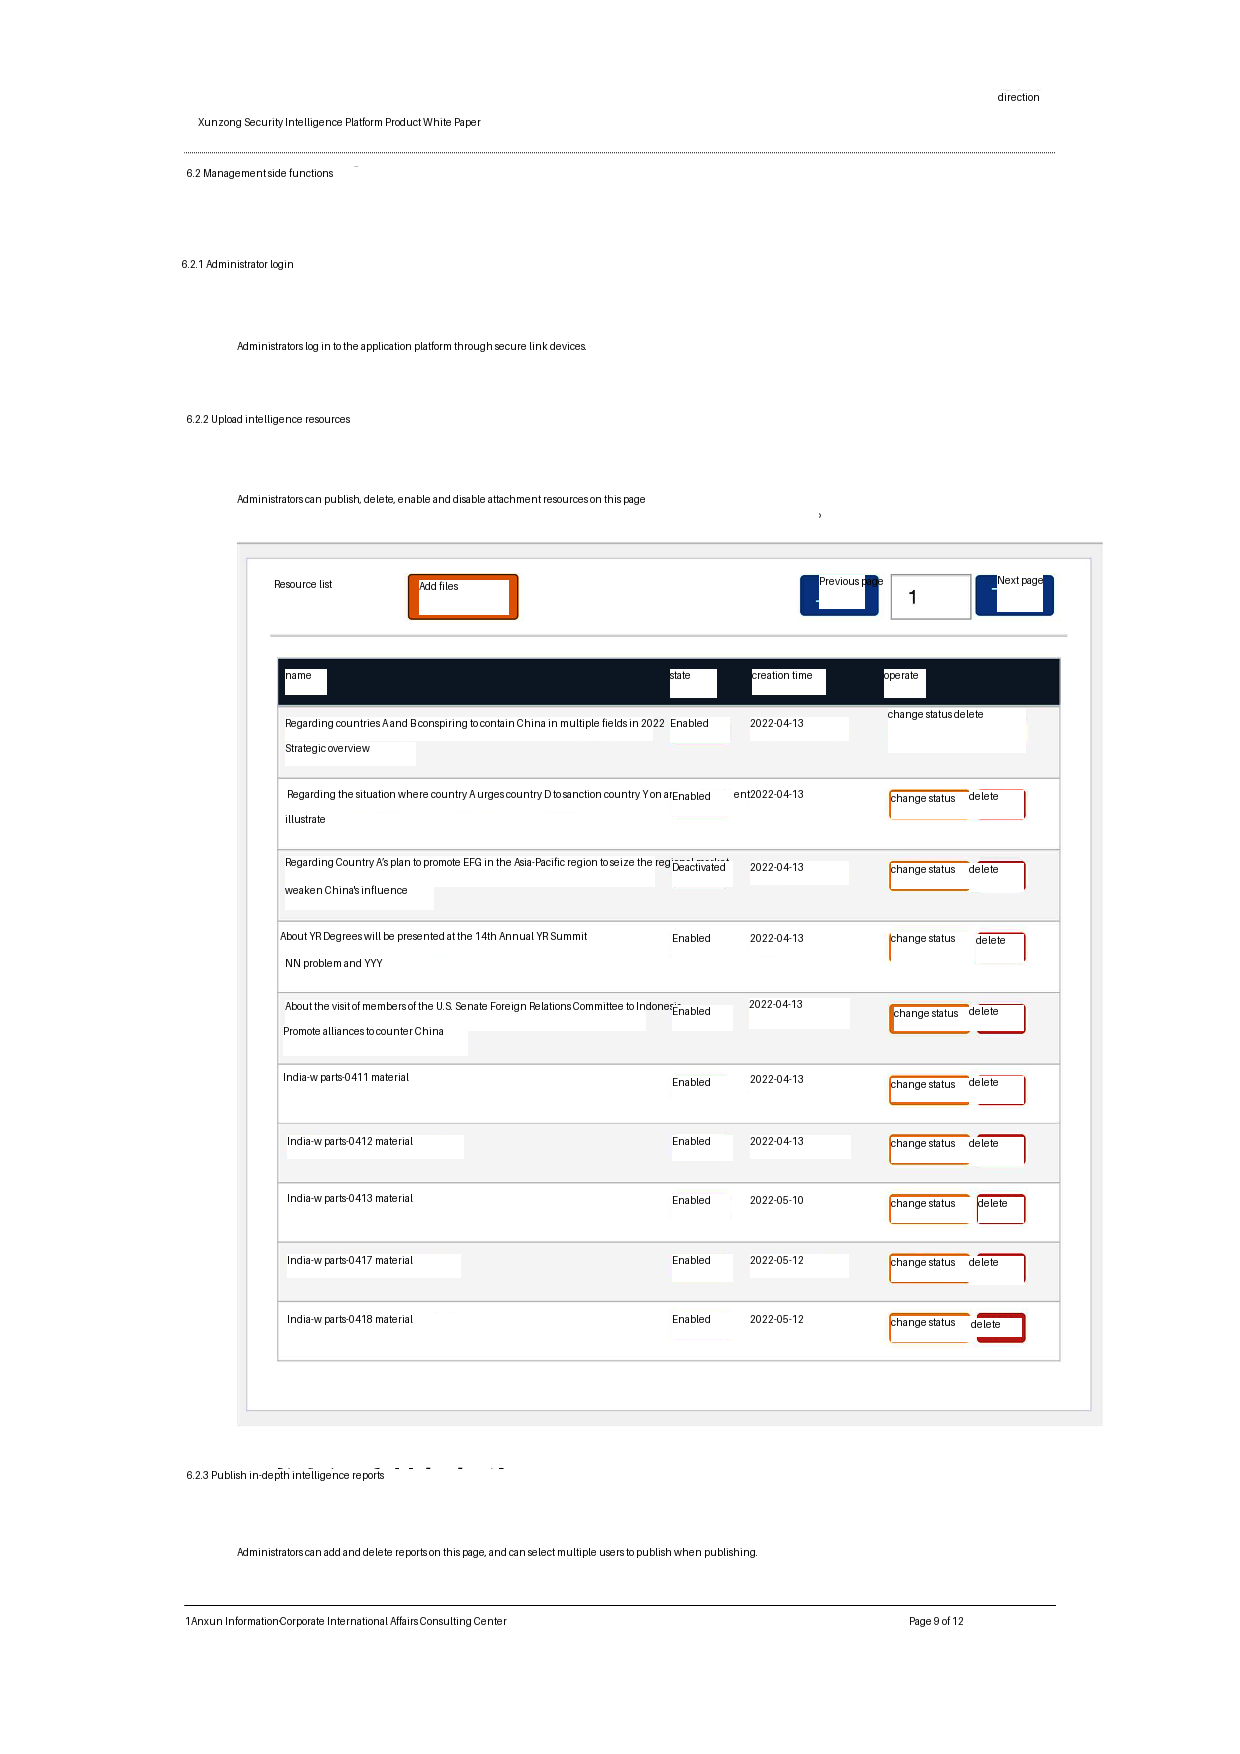 direction
Xunzong Security Intelligence Platform Product White Paper
6.2 Management side functions
6.2.1 Administrator login
Administrators log in to the application platform through secure link devices.
6.2.2 Upload intelligence resources
Administrators can publish, delete, enable and disable attachment resources on this page
Resource list Add files Previous page 1 Next page
name state creation time operate
Regarding countries A and B conspiring to contain China in multiple fields in 2022 Enabled 2022-04-13 change status delete
Strategic overview
Regarding the situation where country A urges country D to sanction country Y on Enabled 2022-04-13 change status delete
illustrate
Regarding Country A's plan to promote EFG in the Asia-Pacific region to seize the regional market Deactivated 2022-04-13 change status delete
weaken China's influence
About YR Degrees will be presented at the 14th Annual YR Summit Enabled 2022-04-13 change status delete
NN problem and YYY
About the visit of members of the U.S. Senate Foreign Relations Committee to Indonesia Enabled 2022-04-13 change status delete
Promote alliances to counter China
India-w parts-0411 material Enabled 2022-04-13 change status delete
India-w parts-0412 material Enabled 2022-04-13 change status delete
India-w parts-0413 material Enabled 2022-05-10 change status delete
India-w parts-0417 material Enabled 2022-05-12 change status delete
India-w parts-0418 material Enabled 2022-05-12 change status delete
6.2.3 Publish in-depth intelligence reports
Administrators can add and delete reports on this page, and can select multiple users to publish when publishing.
1Anxun Information·Corporate International Affairs Consulting Center Page 9 of 12